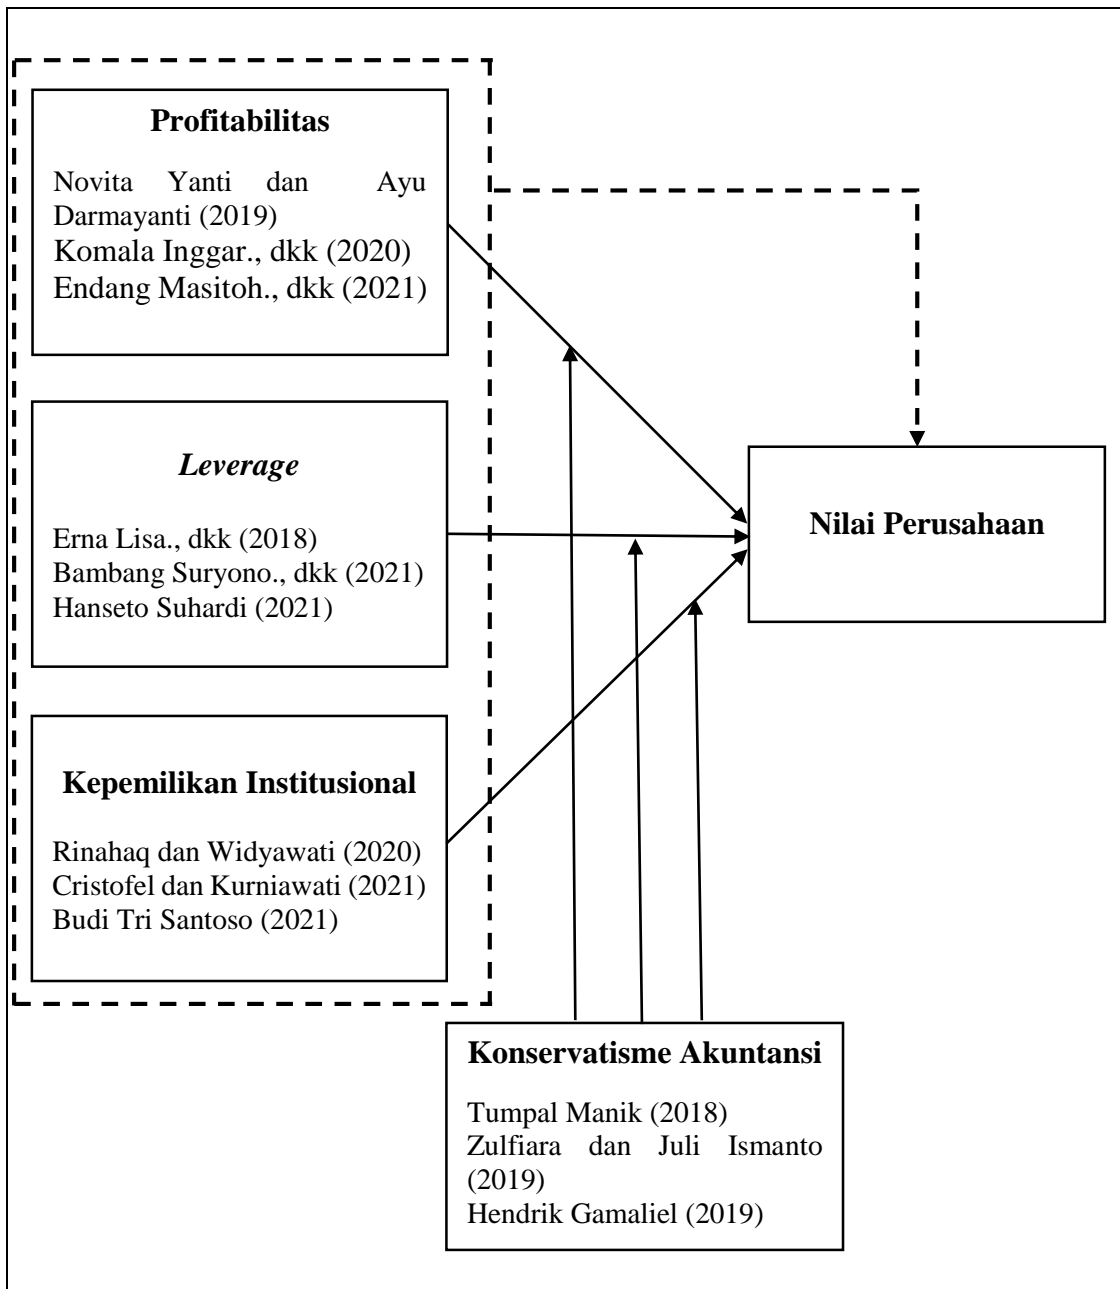 Profitabilitas
Novita Yanti dan Ayu
Darmayanti (2019)
Komala Inggar., dkk (2020)
Endang Masitoh., dkk (2021)
Leverage
Erna Lisa., dkk (2018)
Bambang Suryono., dkk (2021)
Hanseto Suhardi (2021)
Kepemilikan Institusional
Rinahaq dan Widyawati (2020)
Cristofel dan Kurniawati (2021)
Budi Tri Santoso (2021)
Nilai Perusahaan
Konservatisme Akuntansi
Tumpal Manik (2018)
Zulfiara dan Juli Ismanto
(2019)
Hendrik Gamaliel (2019)